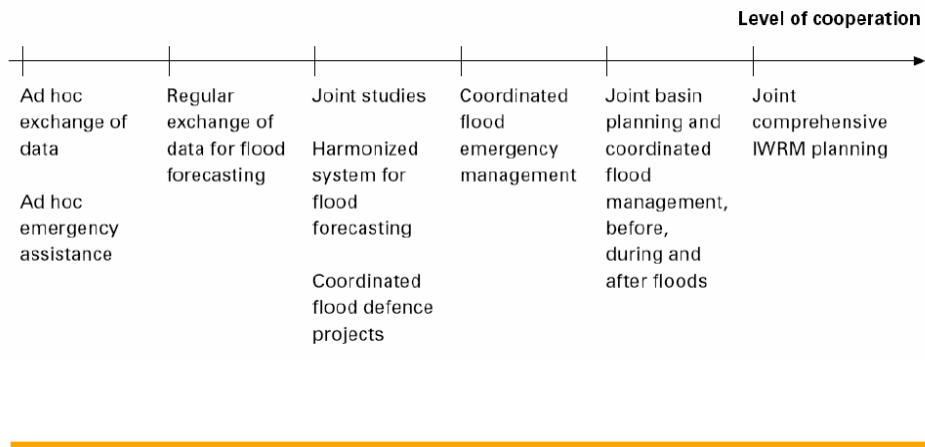 Level of cooperation
Ad hoc
exchange of
data
Ad hoc
emergency
assistance
Regular
exchange of
data for flood
forecasting
Joint studies
Harmonized
system for
flood
forecasting
Coordinated
flood defence
projects
Coordinated
flood
emergency
management
Joint basin
planning and
coordinated
flood
management,
before,
during and
after floods
Joint
comprehensive
IWRM planning